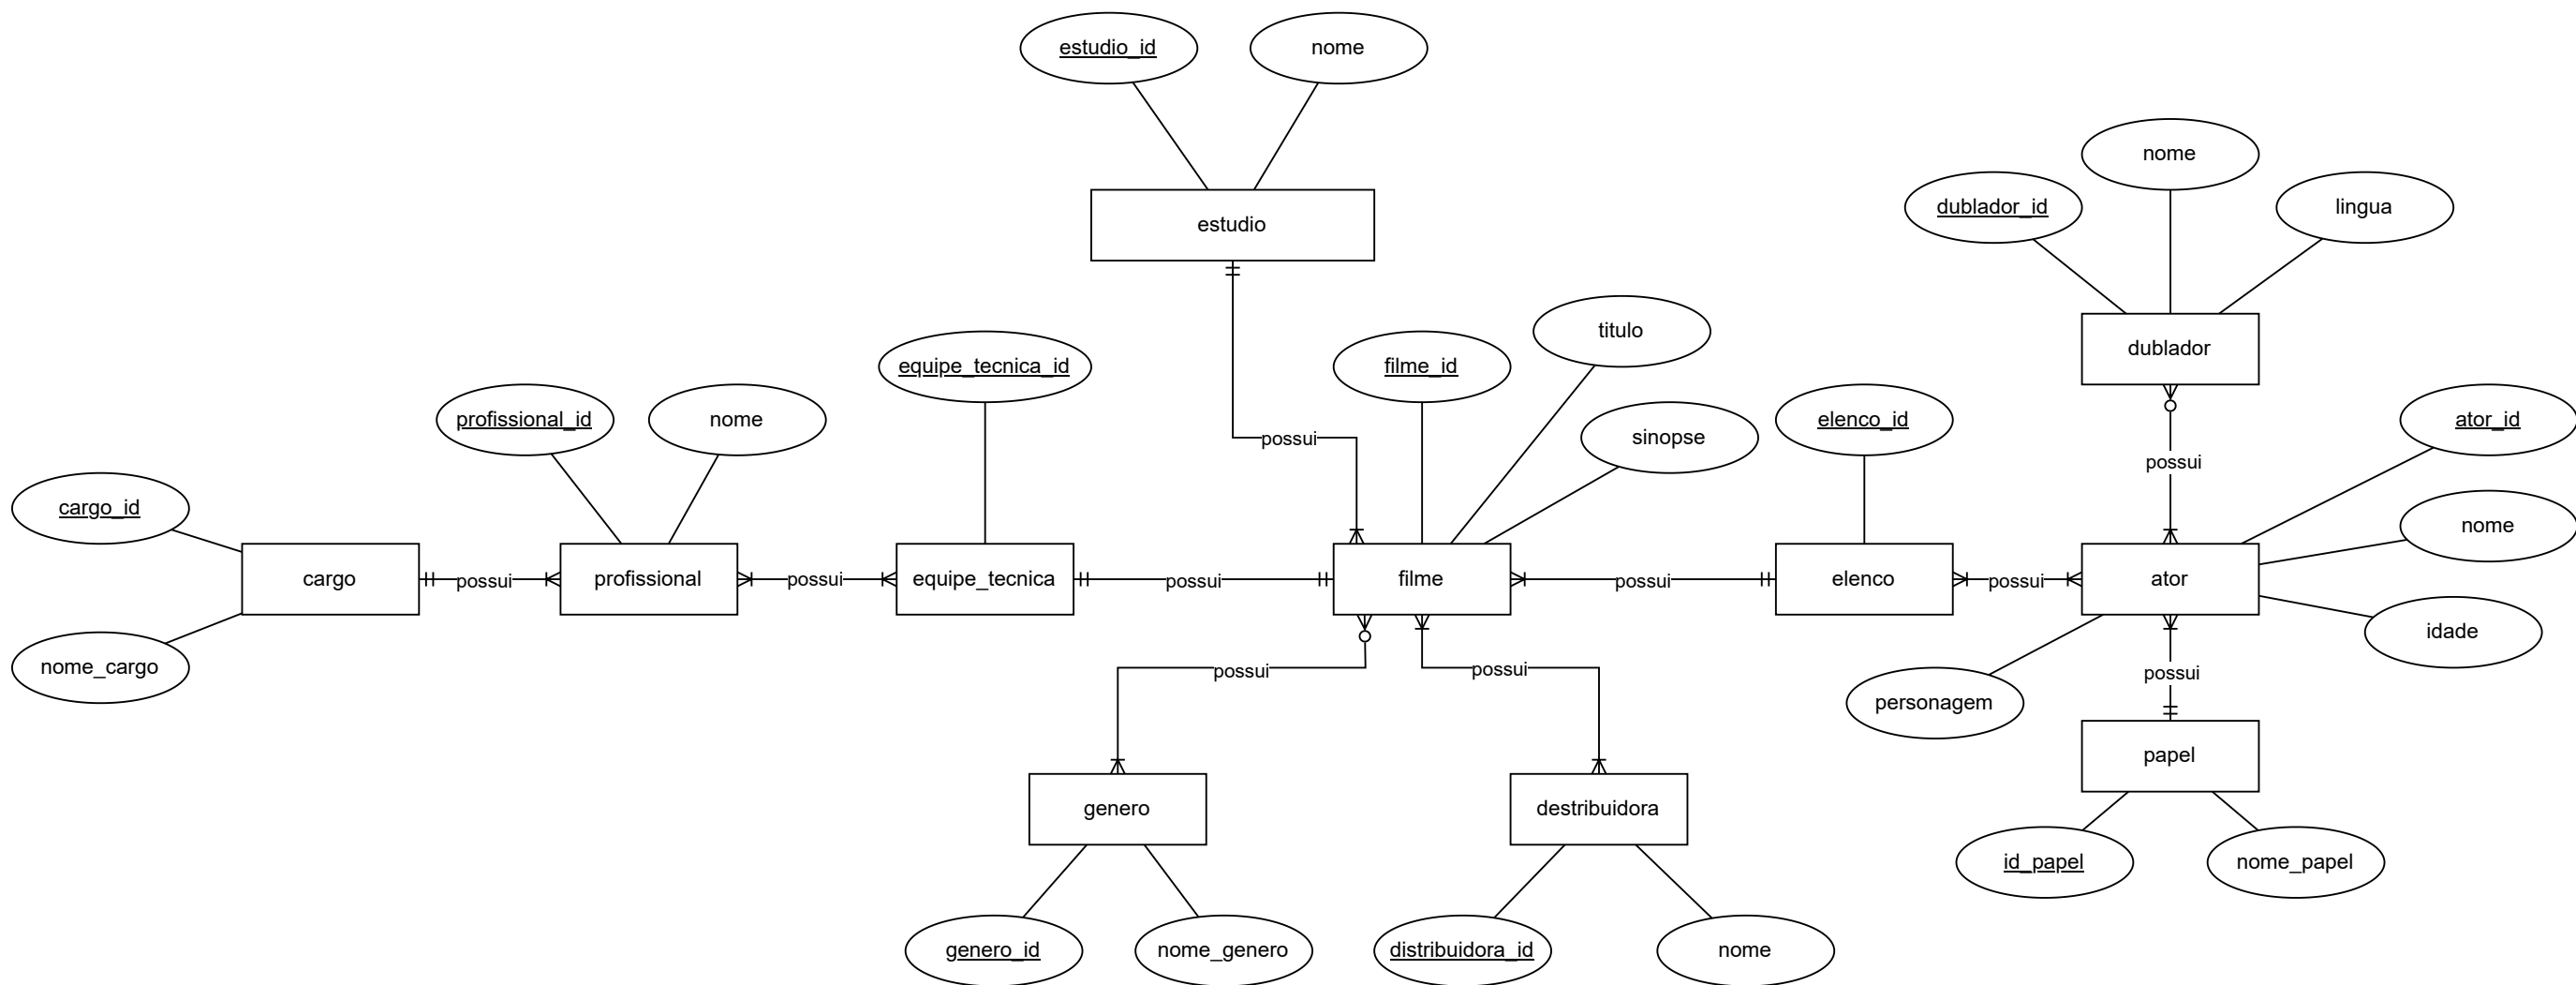 estudio_id
nome
nome
dublador_id
lingua
estudio
titulo
dublador
equipe_tecnica_id
filme_id
profissional_id
nome
possui
sinopse
elenco_id
ator_id
possui
cargo_id
nome
cargo
possui
profissional
possui
equipe_tecnica
possui
filme
possui
elenco
possui
ator
idade
nome_cargo
possui
possui
possui
personagem
papel
genero
destribuidora
id_papel
nome_papel
genero_id
nome_genero
distribuidora_id
nome